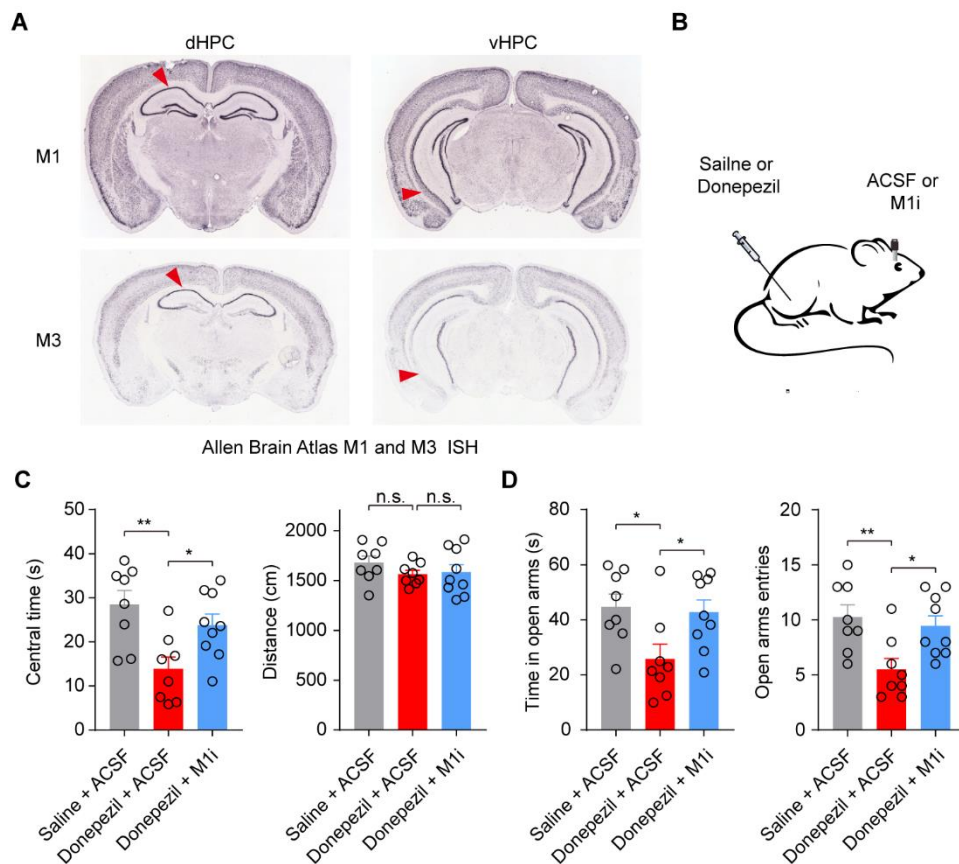 A
dHPC
vHPC
M1
M3
Allen Brain Atlas M1 and M3 ISH
B
Sailne or
Donepezil
ACSF or
M1i
C
Central time (s)
50
40
30
20
10
0
**
*
Saline + ACSF
Donepezil + ACSF
Donepezil + M1i
Distance (cm)
2000
1500
1000
500
0
n.s.
n.s.
Saline + ACSF
Donepezil + ACSF
Donepezil + M1i
D
Time in open arms (s)
80
60
40
20
0
*
*
Saline + ACSF
Donepezil + ACSF
Donepezil + M1i
Open arms entries
20
15
10
5
0
**
*
Saline + ACSF
Donepezil + ACSF
Donepezil + M1i